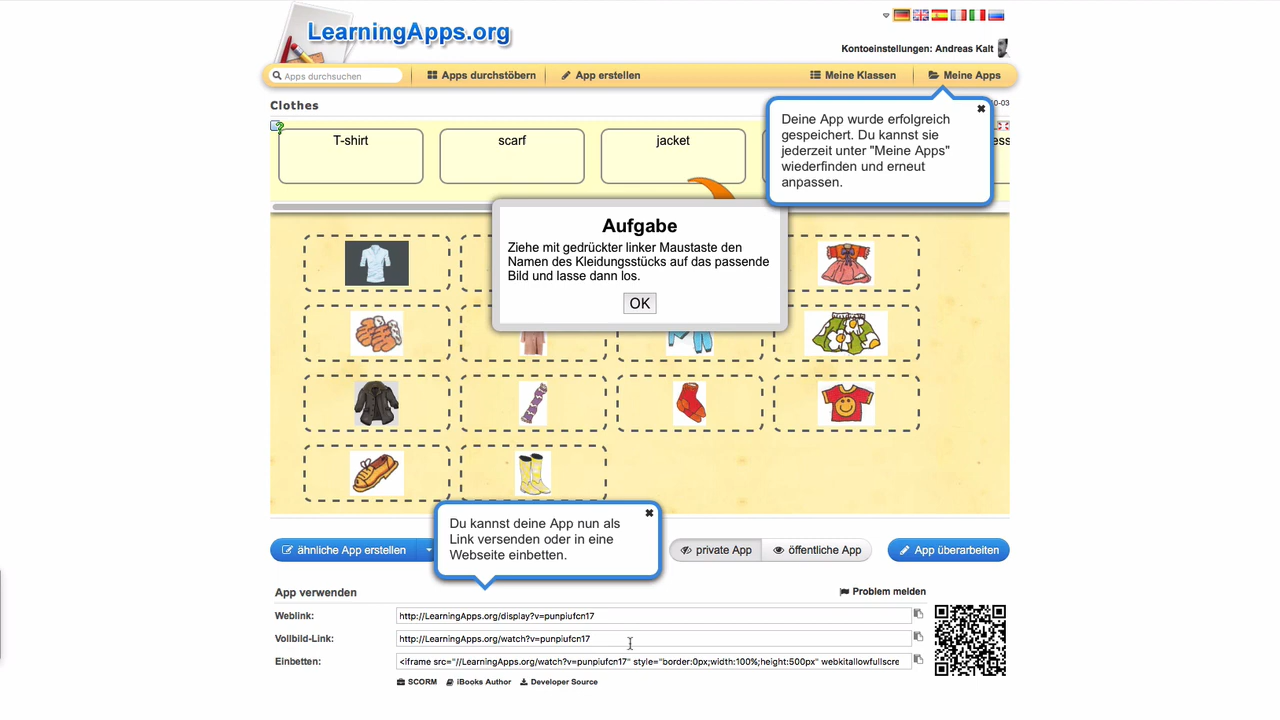 LearningApps.org
Kontoeinstellungen: Andreas Kalt
Apps durchsuchen
Apps durchstöbern
App erstellen
Meine Klassen
Meine Apps
Clothes
Deine App wurde erfolgreich
gespeichert. Du kannst sie
jederzeit unter "Meine Apps"
wiederfinden und erneut
anpassen.
T-shirt
scarf
jacket
Aufgabe
Ziehe mit gedrückter linker Maustaste den
Namen des Kleidungsstücks auf das passende
Bild und lasse dann los.
OK
Du kannst deine App nun als
Link versenden oder in eine
Webseite einbetten.
ähnliche App erstellen
private App
öffentliche App
App überarbeiten
App verwenden
Problem melden
Weblink:
http://LearningApps.org/display?v=punpiufcn17
Vollbild-Link:
http://LearningApps.org/watch?v=punpiufcn17
Einbetten:
<iframe src="//LearningApps.org/watch?v=punpiufcn17" style="border:0px;width:100%;height:500px" webkitallowfullscre
SCORM
iBooks Author
Developer Source